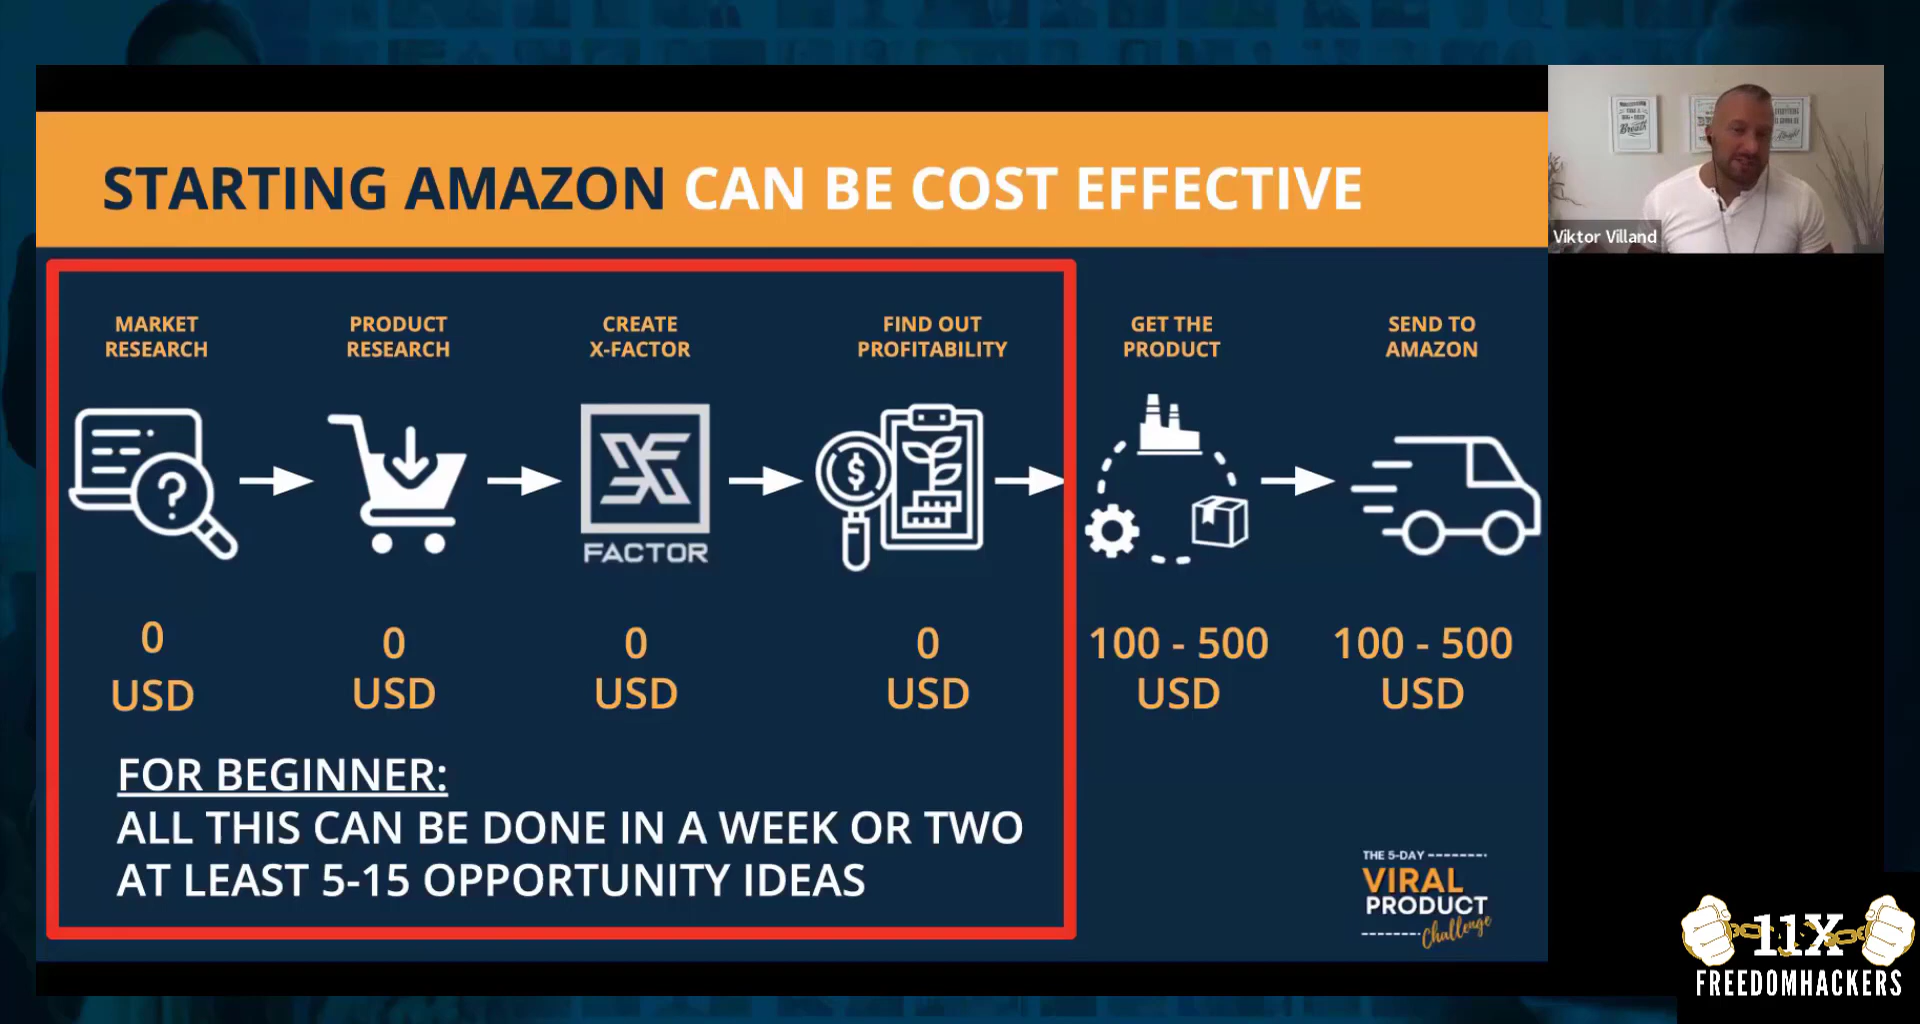 STARTING AMAZON CAN BE COST EFFECTIVE
MARKET
RESEARCH
PRODUCT
RESEARCH
CREATE
X-FACTOR
FIND OUT
PROFITABILITY
GET THE
PRODUCT
SEND TO
AMAZON
FACTOR
0
USD
0
USD
0
USD
0
USD
100 - 500
USD
100 - 500
USD
FOR BEGINNER:
ALL THIS CAN BE DONE IN A WEEK OR TWO
AT LEAST 5-15 OPPORTUNITY IDEAS
THE 5-DAY
VIRAL
PRODUCT
Challenge
Viktor Villand
Breath
11X
FREEDOMHACKERS